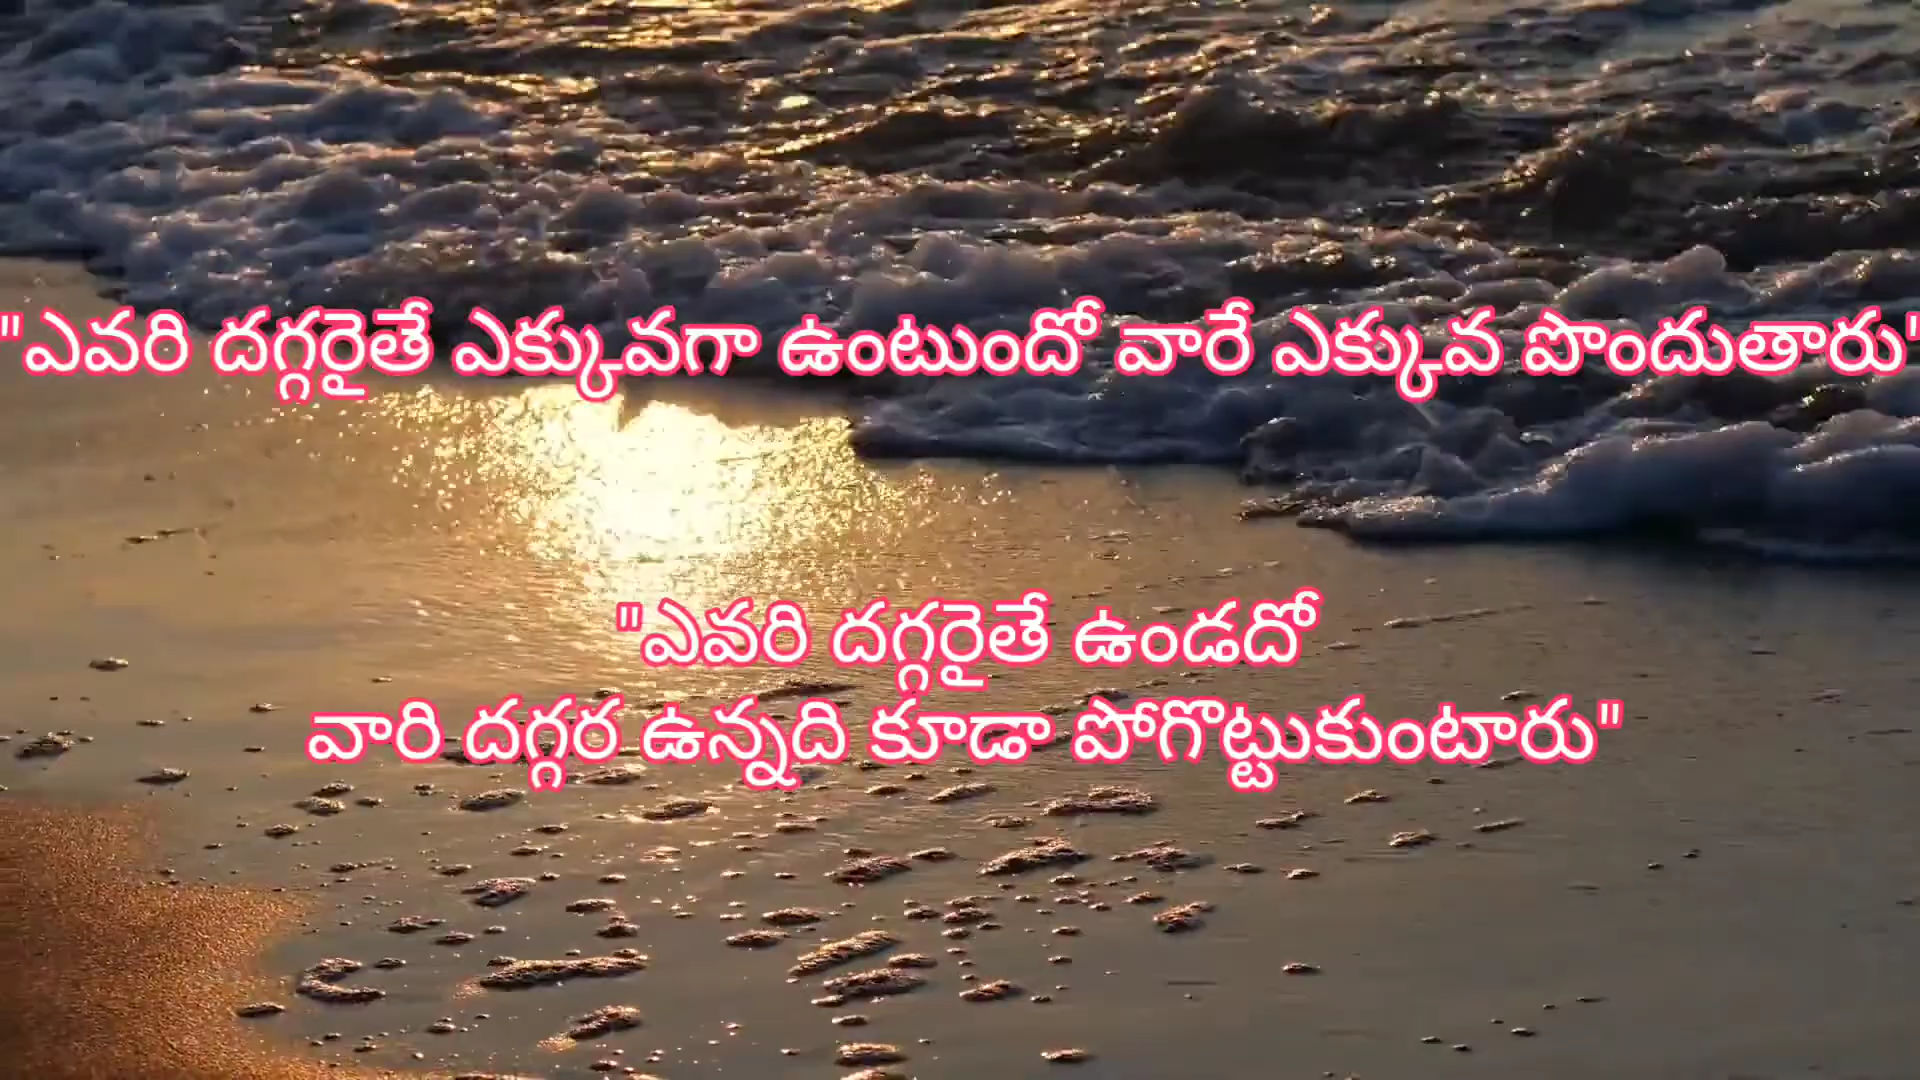 "ఎవరి దగ్గరైతే ఎక్కువగా ఉంటుందో వారే ఎక్కువ పొందుతారు"
"ఎవరి దగ్గరైతే ఉండదో
వారి దగ్గర ఉన్నది కూడా పోగొట్టుకుంటారు"